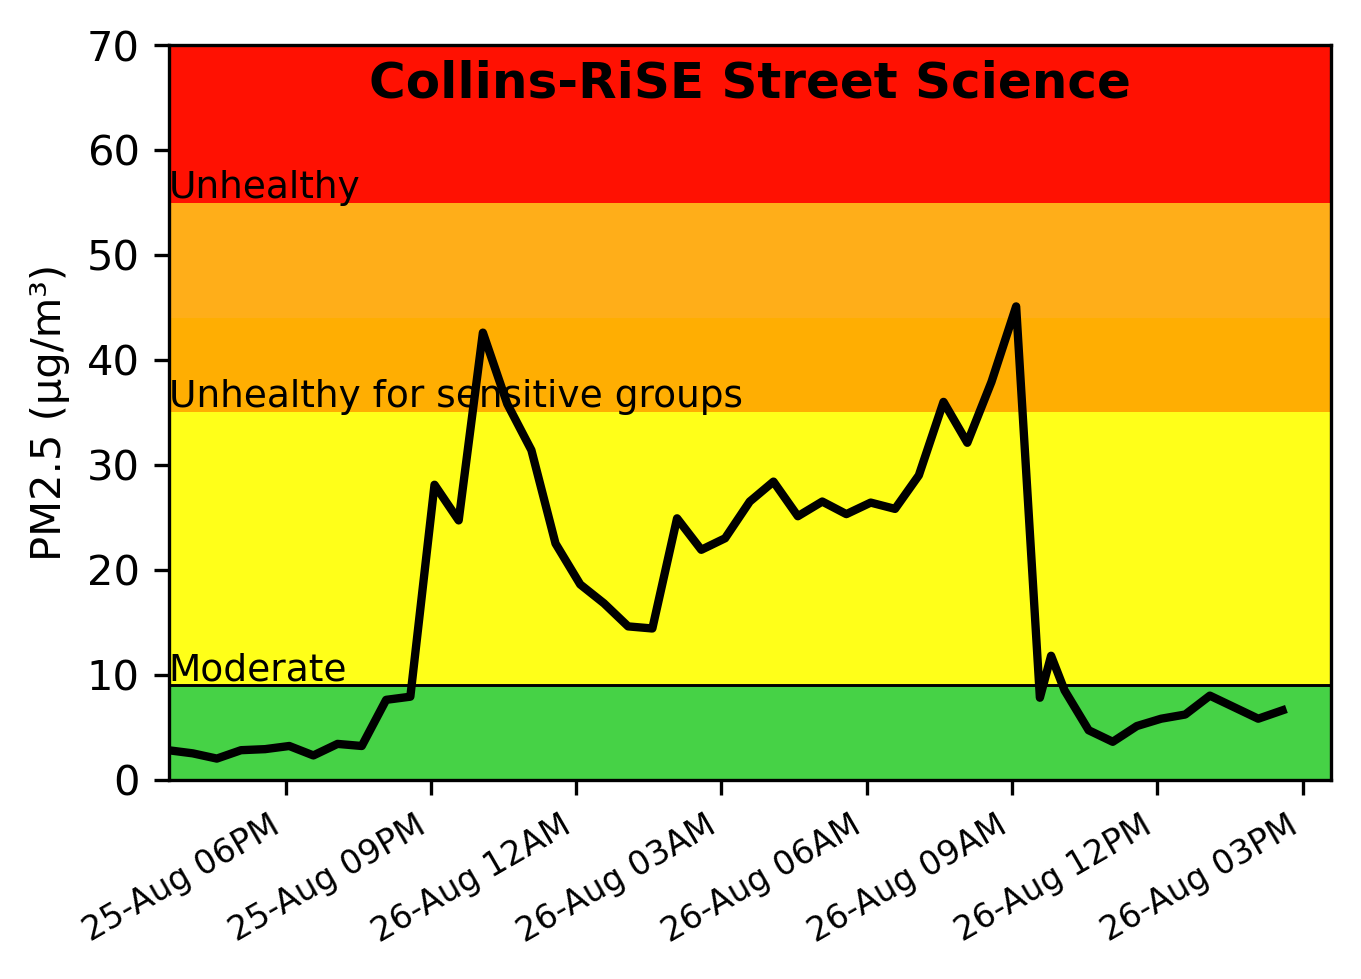 Collins-RiSE Street Science
PM2.5 (µg/m³)
70
60
50
40
30
20
10
0
Unhealthy
Unhealthy for sensitive groups
Moderate
25-Aug 06PM
25-Aug 09PM
26-Aug 12AM
26-Aug 03AM
26-Aug 06AM
26-Aug 09AM
26-Aug 12PM
26-Aug 03PM